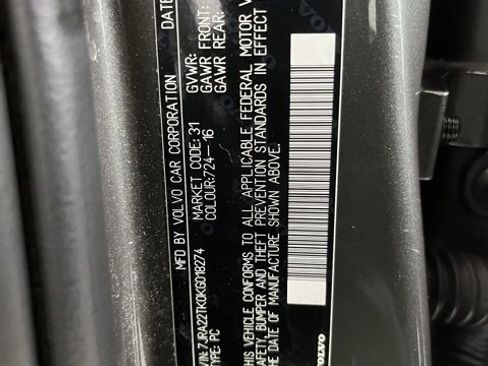 MFD BY VOLVO CAR CORPORATION DATE
GVWR:
GAWR FRONT:
MARKET CODE:31 GAWR REAR:
COLOUR:724-16
VIN: 7JRA22TK0KG018274
TYPE: PC
THIS VEHICLE CONFORMS TO ALL APPLICABLE FEDERAL MOTOR V
SAFETY, BUMPER AND THEFT PREVENTION STANDARDS IN EFFECT
THE DATE OF MANUFACTURE SHOWN ABOVE.
VOLVO